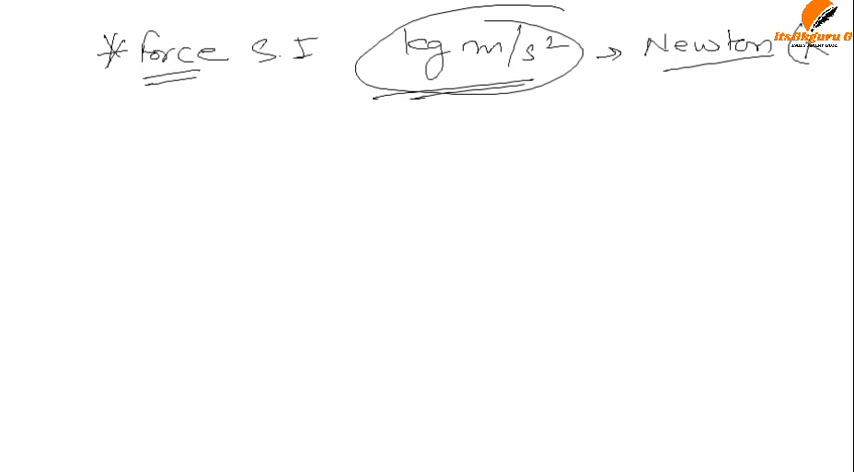 * Force S.I kg m/s² → Newton (
ItsGkguru G